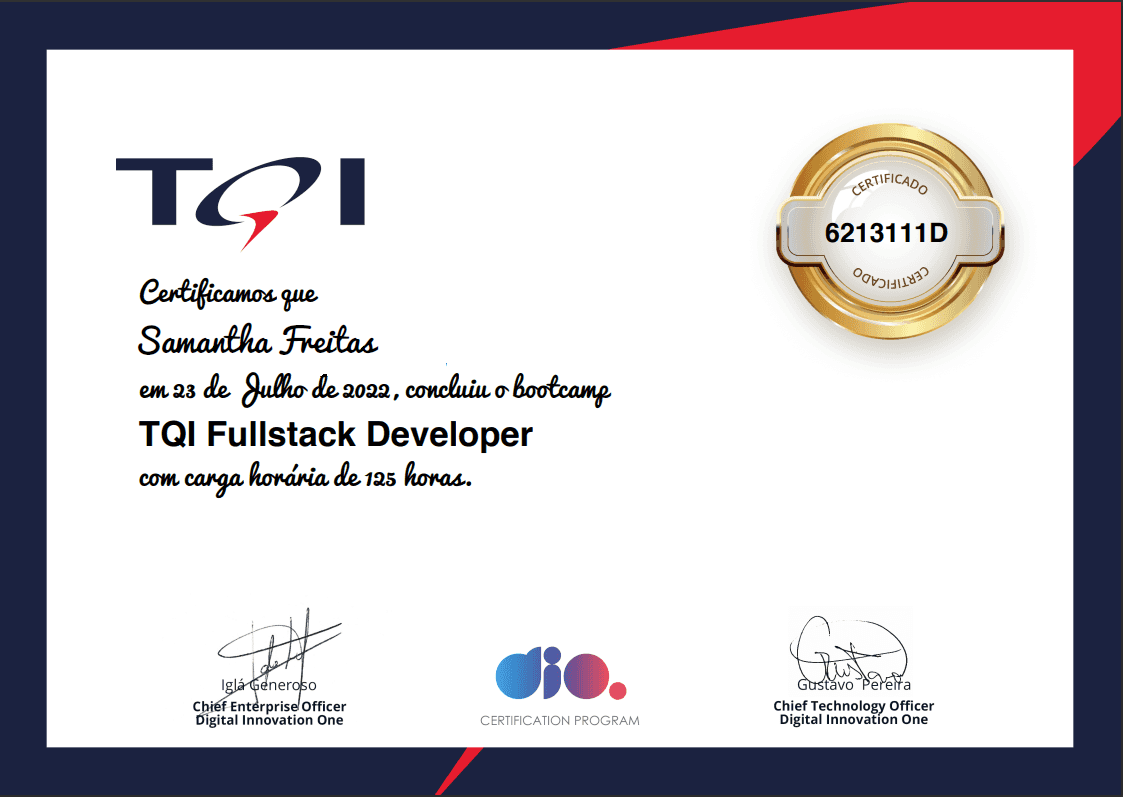 TQI
CERTIFICADO
6213111D
CERTIFICADO
Certificamos que
Samantha Freitas
em 23 de Julho de 2022, concluiu o bootcamp
TQI Fullstack Developer
com carga horária de 125 horas.
Iglá Generoso
Chief Enterprise Officer
Digital Innovation One
dio.
CERTIFICATION PROGRAM
Gustavo
Gustavo Pereira
Chief Technology Officer
Digital Innovation One